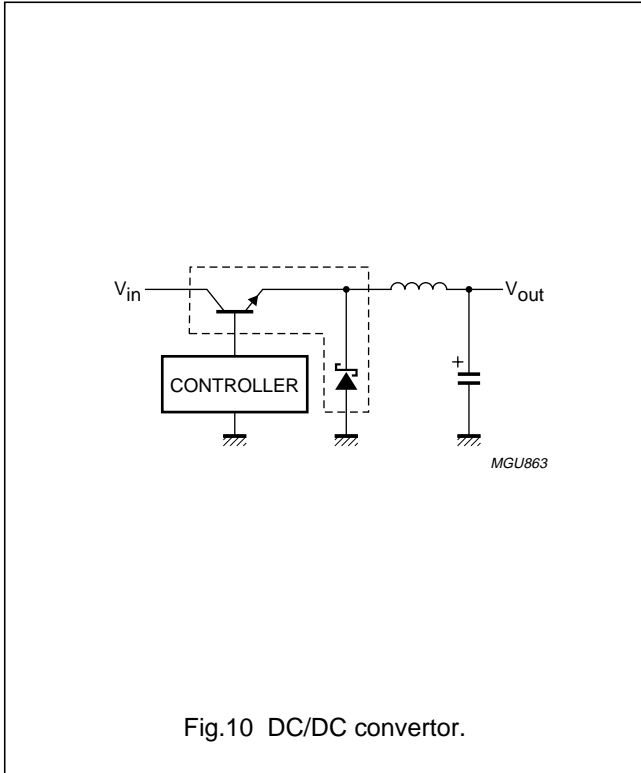 Vin
Vout
CONTROLLER
+
MGU863
Fig.10 DC/DC convertor.